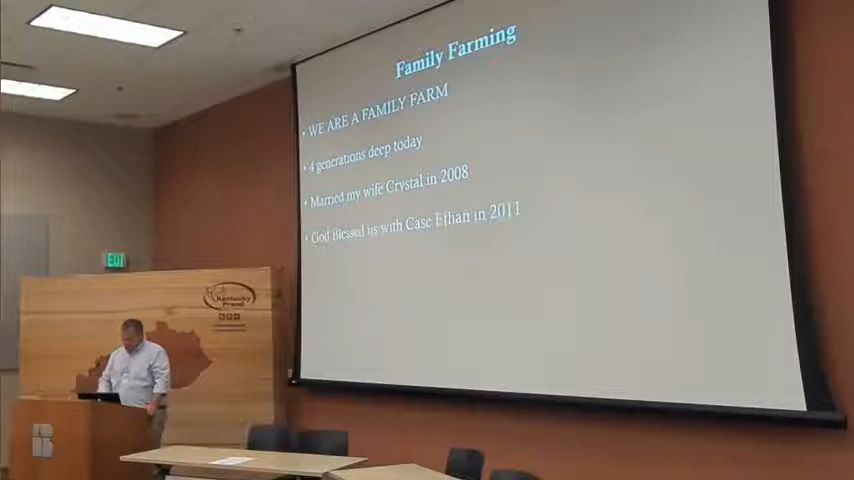 Family Farming
• WE ARE A FAMILY FARM
• 4 generations deep today
• Married my wife Crystal in 2008
• God Blessed us with Case Ethan in 2011
EXIT
Kentucky
Proud